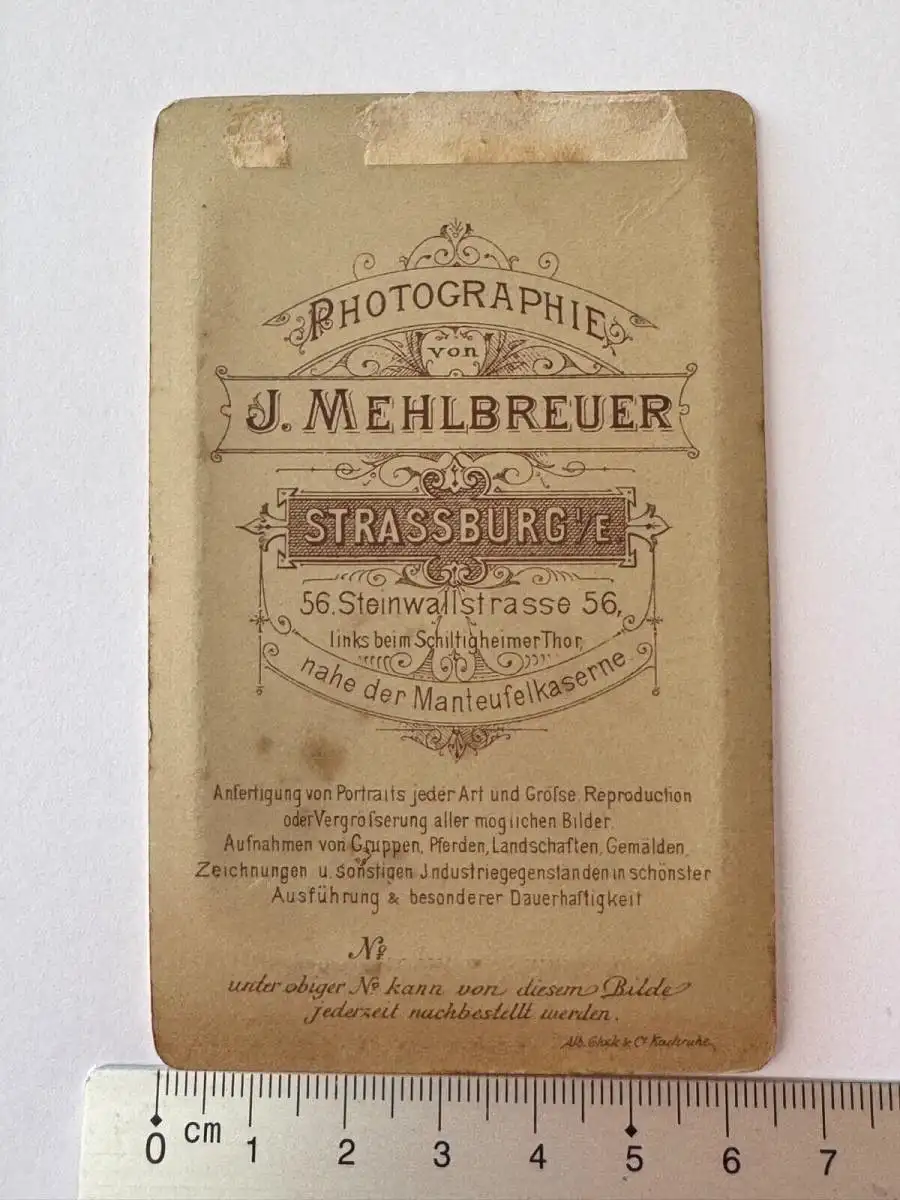 PHOTOGRAPHIE
von
J. MEHLBREUER
STRASSBURG I/E
56. Steinwallstrasse 56,
links beim Schiltigheimer Thor,
nahe der Manteufelkaserne.
Anfertigung von Portraits jeder Art und Gröſse. Reproduction
oder Vergröſserung aller möglichen Bilder.
Aufnahmen von Gruppen, Pferden, Landschaften, Gemälden,
Zeichnungen u. sonstigen Jndustriegegenständen in schönster
Ausführung & besonderer Dauerhaftigkeit
No
unter obiger No kann von diesem Bilde
jederzeit nachbestellt werden.
Alb. Glock & Cie Karlsruhe.
0 cm 1 2 3 4 5 6 7